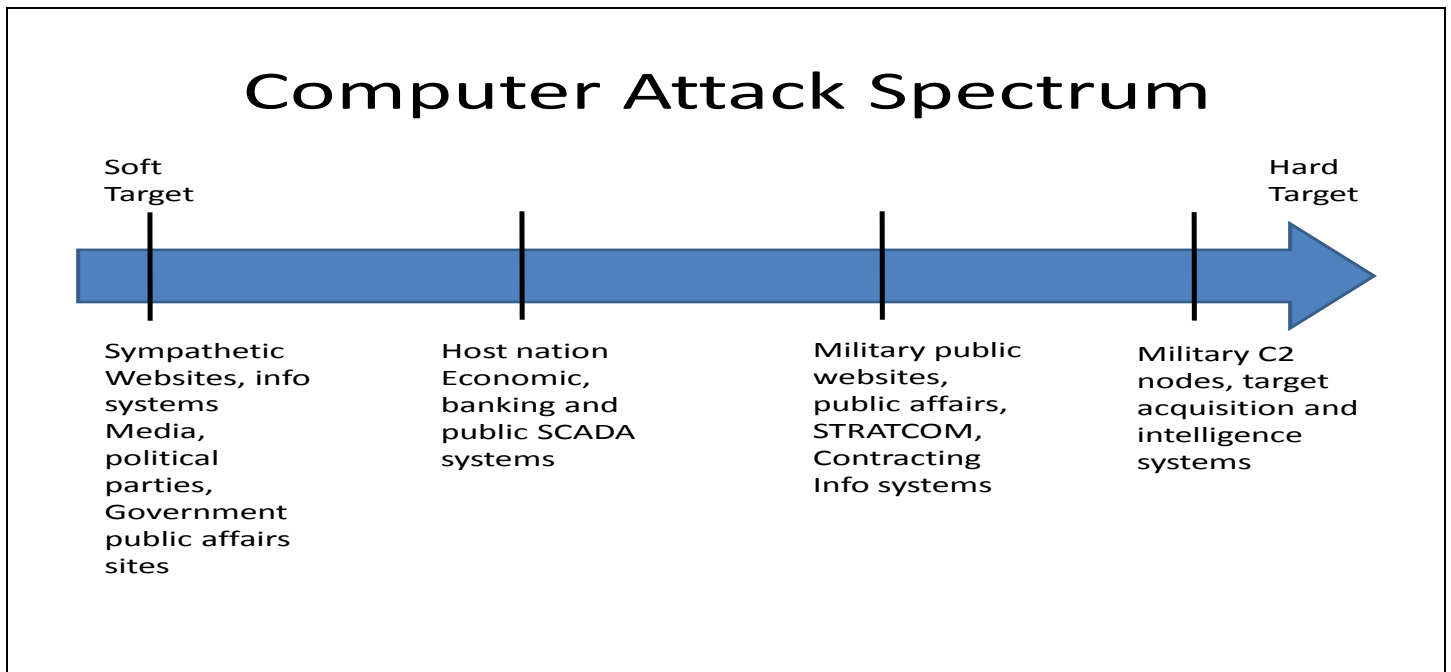 Computer Attack Spectrum
Soft
Target
Hard
Target
Sympathetic
Websites, info
systems
Media,
political
parties,
Government
public affairs
sites
Host nation
Economic,
banking and
public SCADA
systems
Military public
websites,
public affairs,
STRATCOM,
Contracting
Info systems
Military C2
nodes, target
acquisition and
intelligence
systems